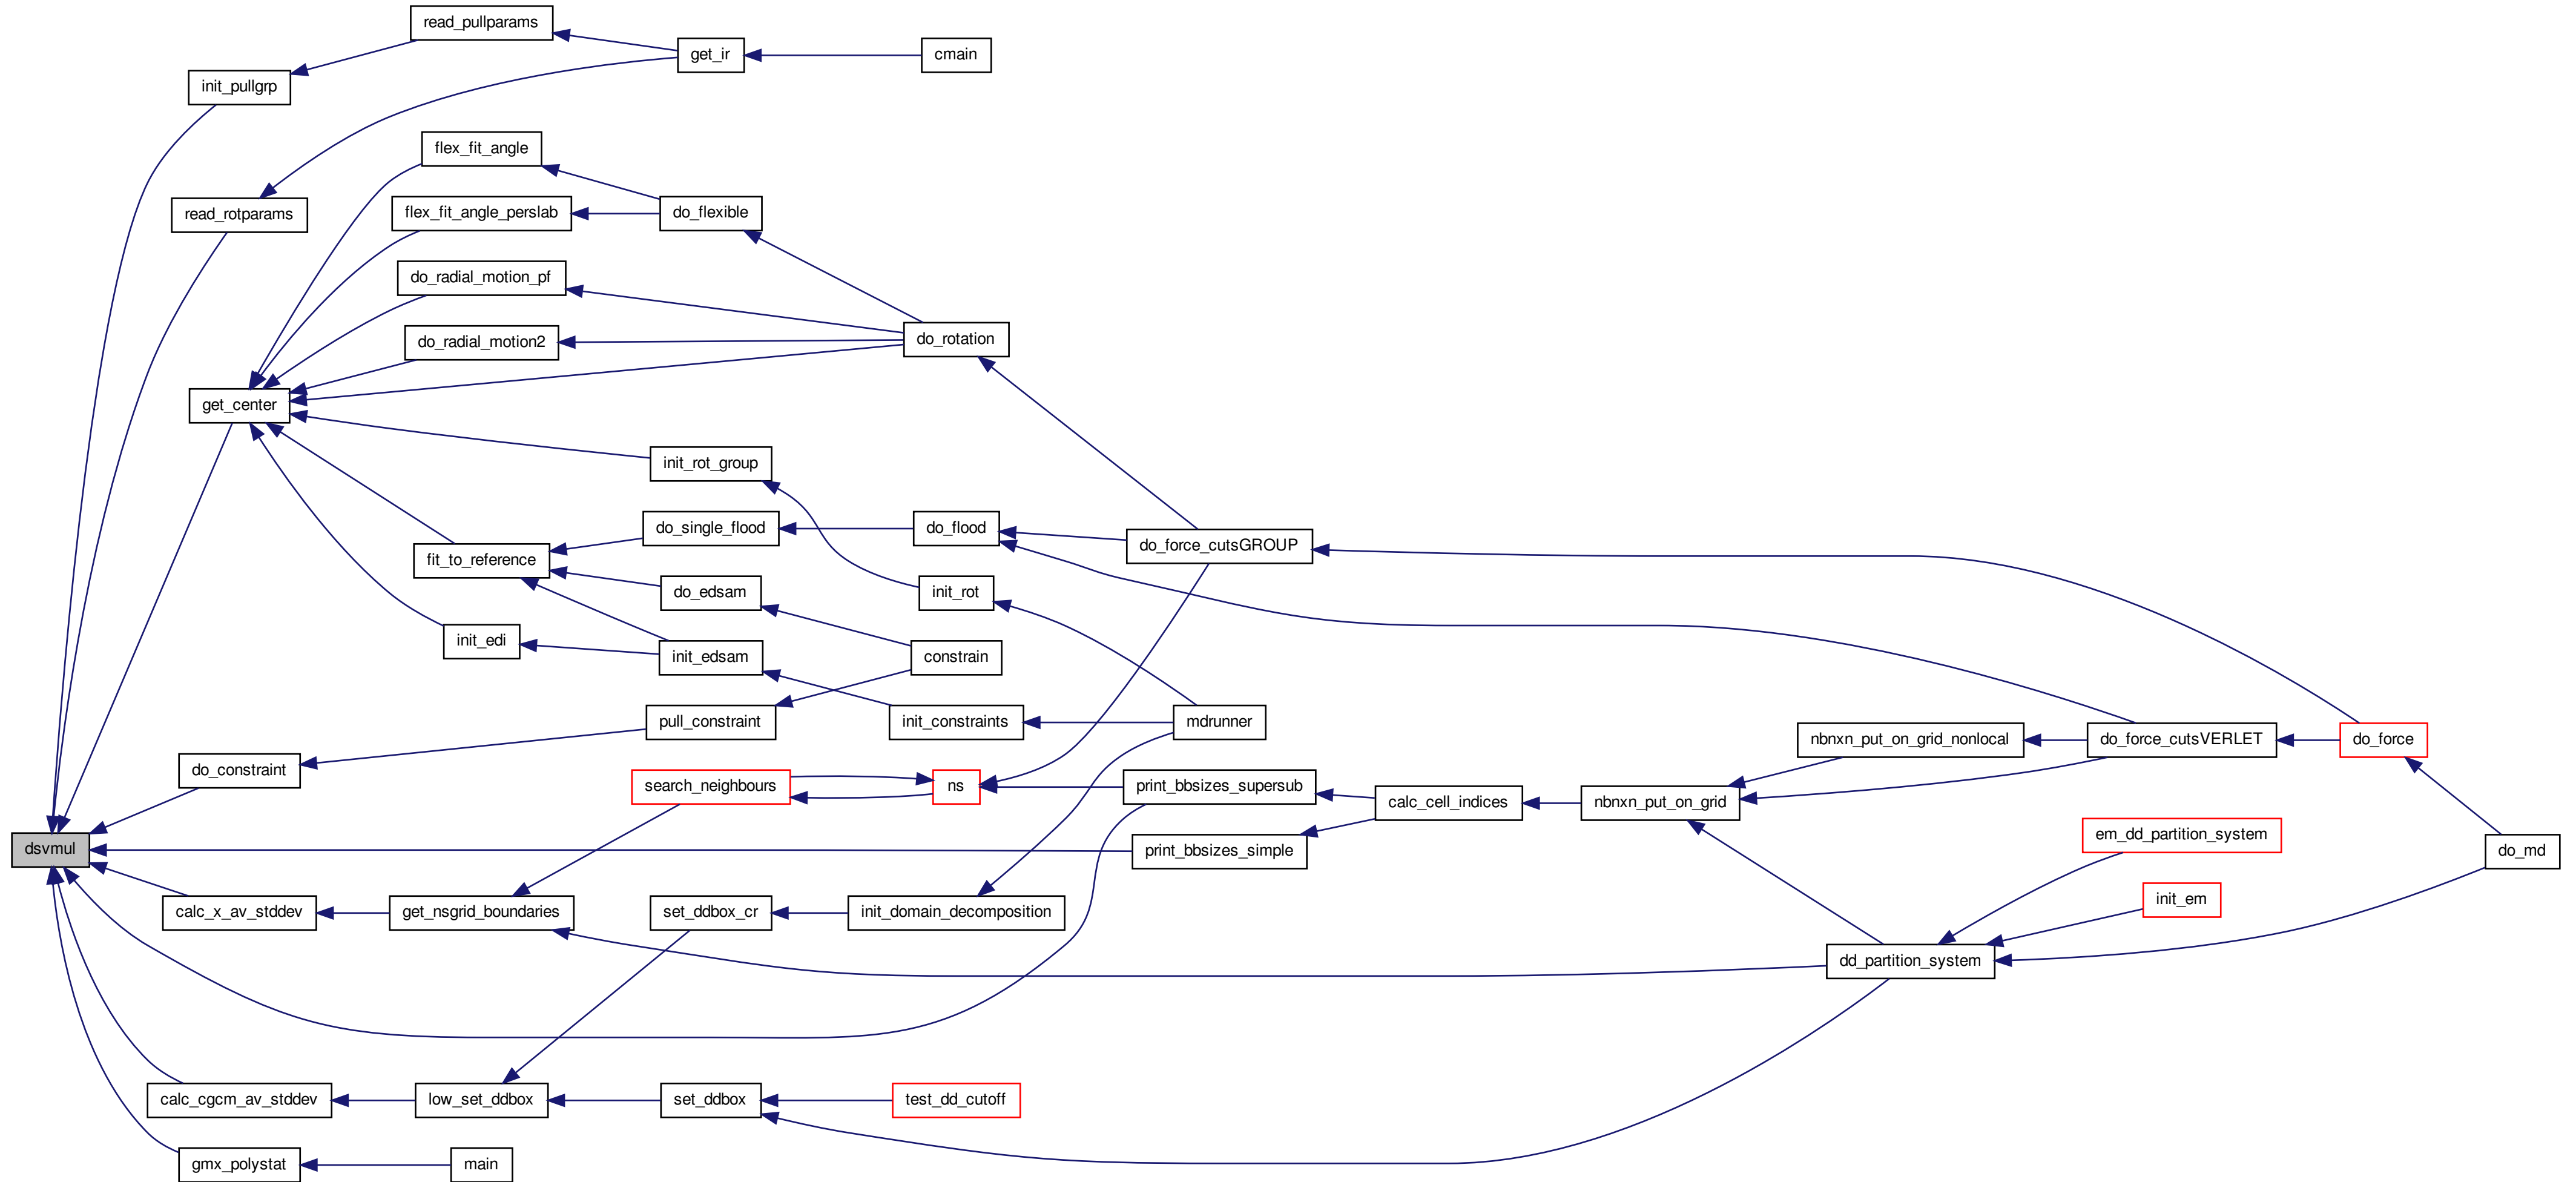 read_pullparams
get_ir
cmain
init_pullgrp
flex_fit_angle
read_rotparams
flex_fit_angle_perslab
do_flexible
do_radial_motion_pf
do_radial_motion2
do_rotation
get_center
init_rot_group
do_single_flood
do_flood
do_force_cutsGROUP
fit_to_reference
do_edsam
init_rot
init_edi
init_edsam
constrain
pull_constraint
init_constraints
mdrunner
nbnxn_put_on_grid_nonlocal
do_force_cutsVERLET
do_force
do_constraint
search_neighbours
ns
print_bbsizes_supersub
calc_cell_indices
nbnxn_put_on_grid
em_dd_partition_system
dsvmul
print_bbsizes_simple
do_md
calc_x_av_stddev
get_nsgrid_boundaries
set_ddbox_cr
init_domain_decomposition
init_em
dd_partition_system
calc_cgcm_av_stddev
low_set_ddbox
set_ddbox
test_dd_cutoff
gmx_polystat
main